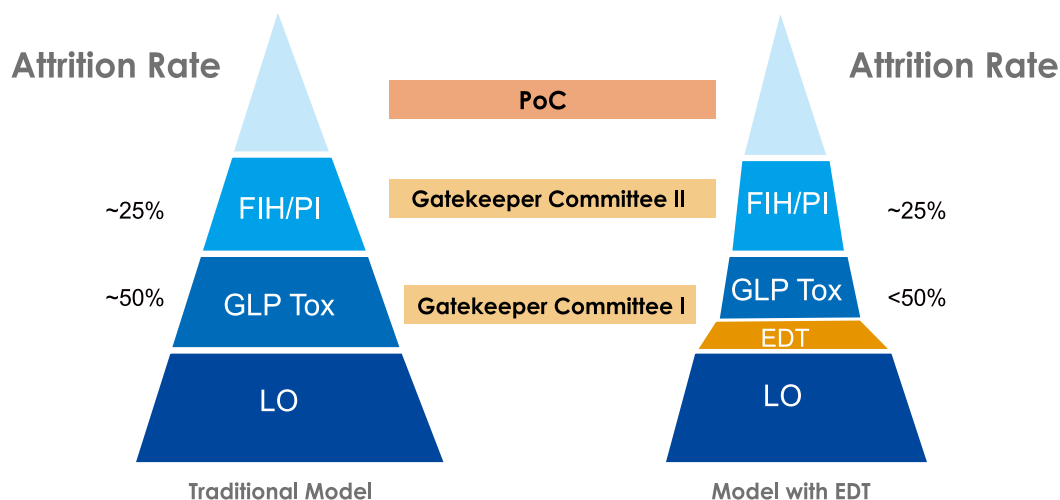 Attrition Rate
Attrition Rate
PoC
FIH/PI
Gatekeeper Committee II
FIH/PI
~25%
~25%
~50%
GLP Tox
Gatekeeper Committee I
GLP Tox
<50%
EDT
LO
LO
Traditional Model
Model with EDT